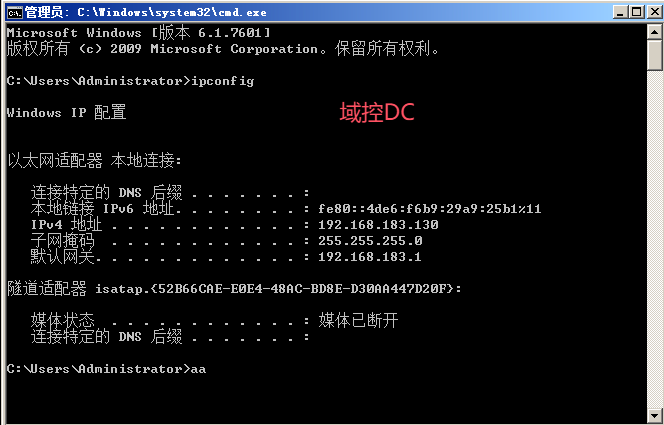 管理员: C:\Windows\system32\cmd.exe
Microsoft Windows [版本 6.1.7601]
版权所有 (c) 2009 Microsoft Corporation。保留所有权利。
C:\Users\Administrator>ipconfig
Windows IP 配置
域控DC
以太网适配器 本地连接:
连接特定的 DNS 后缀 . . . . . . . :
本地链接 IPv6 地址. . . . . . . . : fe80::4de6:f6b9:29a9:25b1%11
IPv4 地址 . . . . . . . . . . . . : 192.168.183.130
子网掩码  . . . . . . . . . . . . : 255.255.255.0
默认网关. . . . . . . . . . . . . : 192.168.183.1
隧道适配器 isatap.{52B66CAE-E0E4-48AC-BD8E-D30AA447D20F}:
媒体状态  . . . . . . . . . . . . : 媒体已断开
连接特定的 DNS 后缀 . . . . . . . :
C:\Users\Administrator>aa